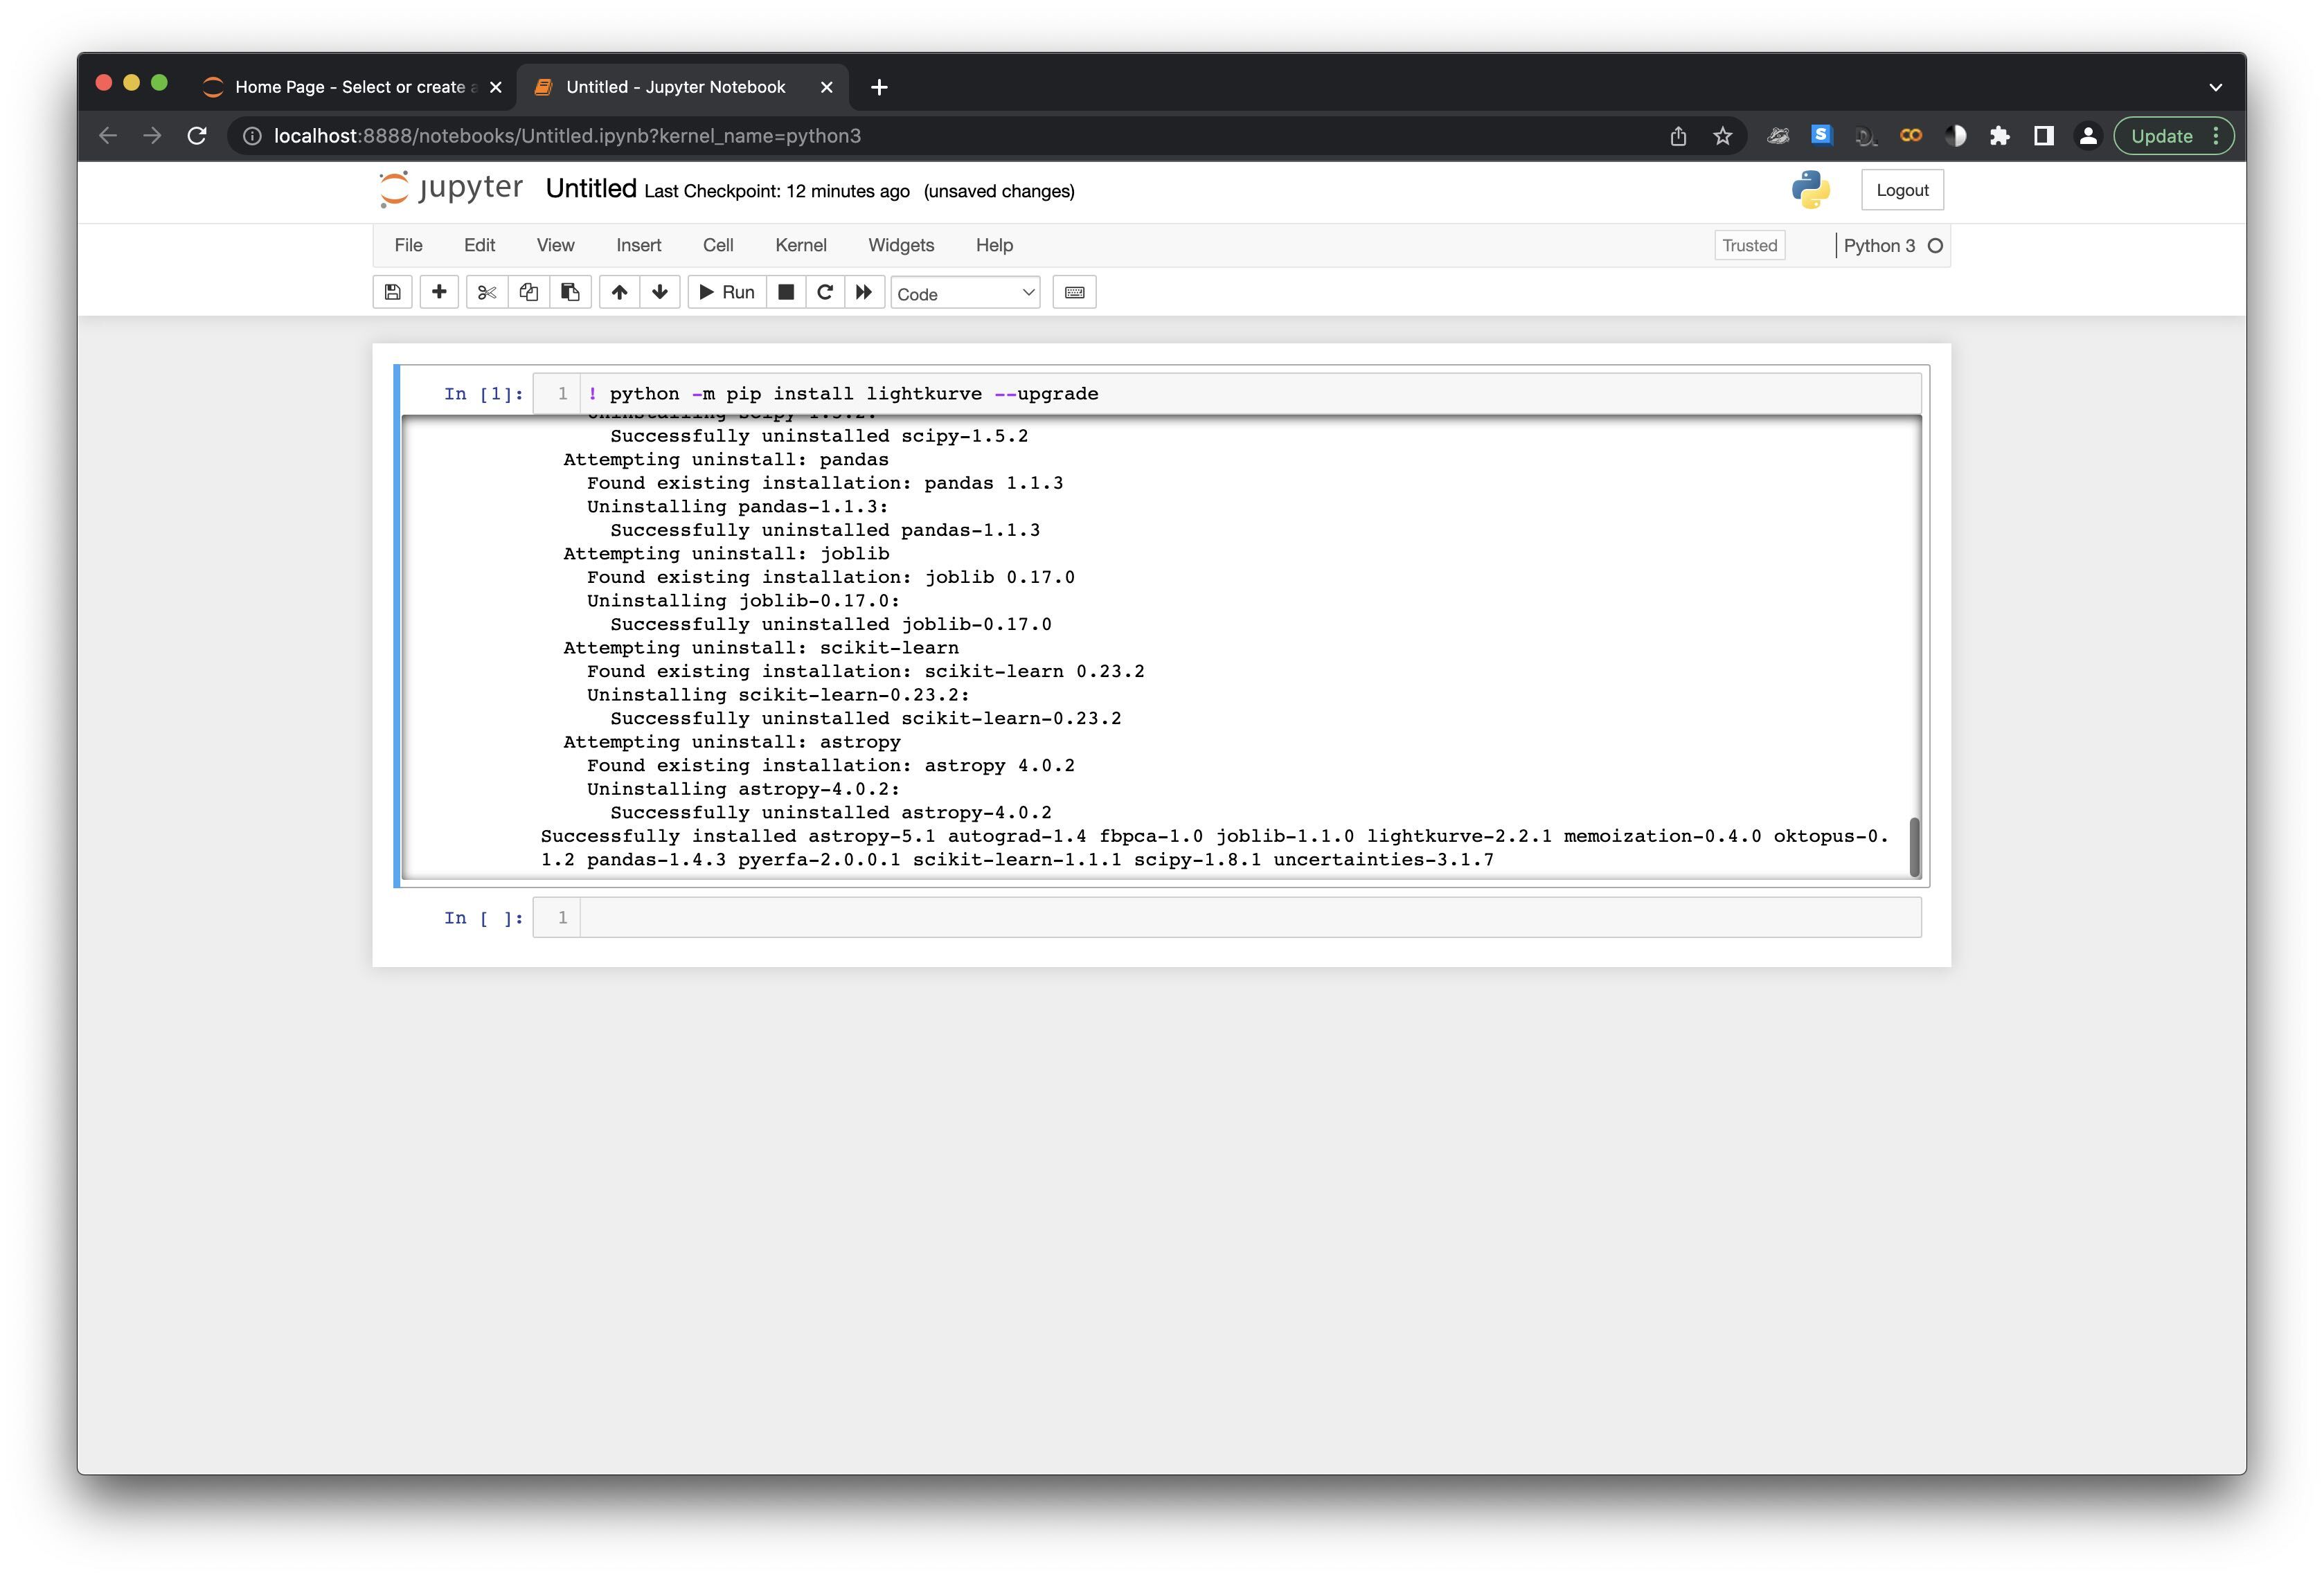 Home Page - Select or create a
Untitled - Jupyter Notebook
localhost:8888/notebooks/Untitled.ipynb?kernel_name=python3
Update
jupyter Untitled Last Checkpoint: 12 minutes ago (unsaved changes)
Logout
File Edit View Insert Cell Kernel Widgets Help
Trusted
Python 3
Run
Code
In [1]: 1 ! python -m pip install lightkurve --upgrade
Uninstalling scipy-1.5.2:
Successfully uninstalled scipy-1.5.2
Attempting uninstall: pandas
Found existing installation: pandas 1.1.3
Uninstalling pandas-1.1.3:
Successfully uninstalled pandas-1.1.3
Attempting uninstall: joblib
Found existing installation: joblib 0.17.0
Uninstalling joblib-0.17.0:
Successfully uninstalled joblib-0.17.0
Attempting uninstall: scikit-learn
Found existing installation: scikit-learn 0.23.2
Uninstalling scikit-learn-0.23.2:
Successfully uninstalled scikit-learn-0.23.2
Attempting uninstall: astropy
Found existing installation: astropy 4.0.2
Uninstalling astropy-4.0.2:
Successfully uninstalled astropy-4.0.2
Successfully installed astropy-5.1 autograd-1.4 fbpca-1.0 joblib-1.1.0 lightkurve-2.2.1 memoization-0.4.0 oktopus-0.
1.2 pandas-1.4.3 pyerfa-2.0.0.1 scikit-learn-1.1.1 scipy-1.8.1 uncertainties-3.1.7
In [ ]: 1